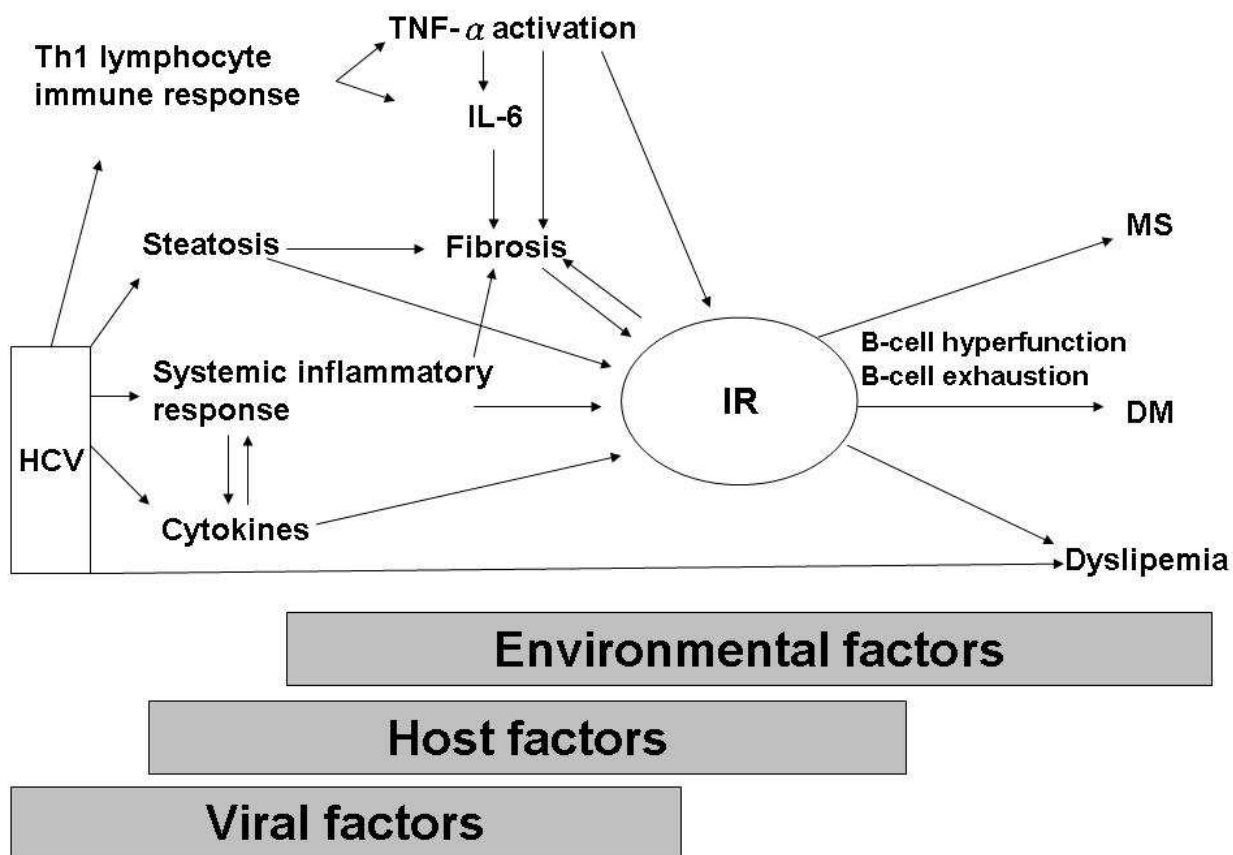 TNF-α activation
Th1 lymphocyte
immune response
IL-6
Steatosis
Fibrosis
MS
Systemic inflammatory
response
IR
B-cell hyperfunction
B-cell exhaustion
DM
HCV
Cytokines
Dyslipemia
Environmental factors
Host factors
Viral factors